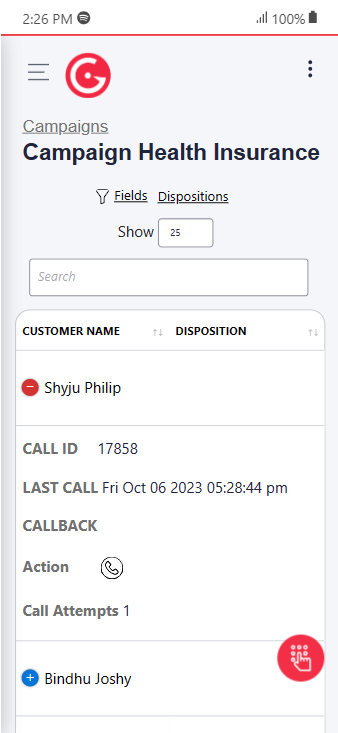 2:26 PM 100%
Campaigns
Campaign Health Insurance
Fields Dispositions
Show 25
Search
CUSTOMER NAME DISPOSITION
Shyju Philip
CALL ID 17858
LAST CALL Fri Oct 06 2023 05:28:44 pm
CALLBACK
Action
Call Attempts 1
Bindhu Joshy